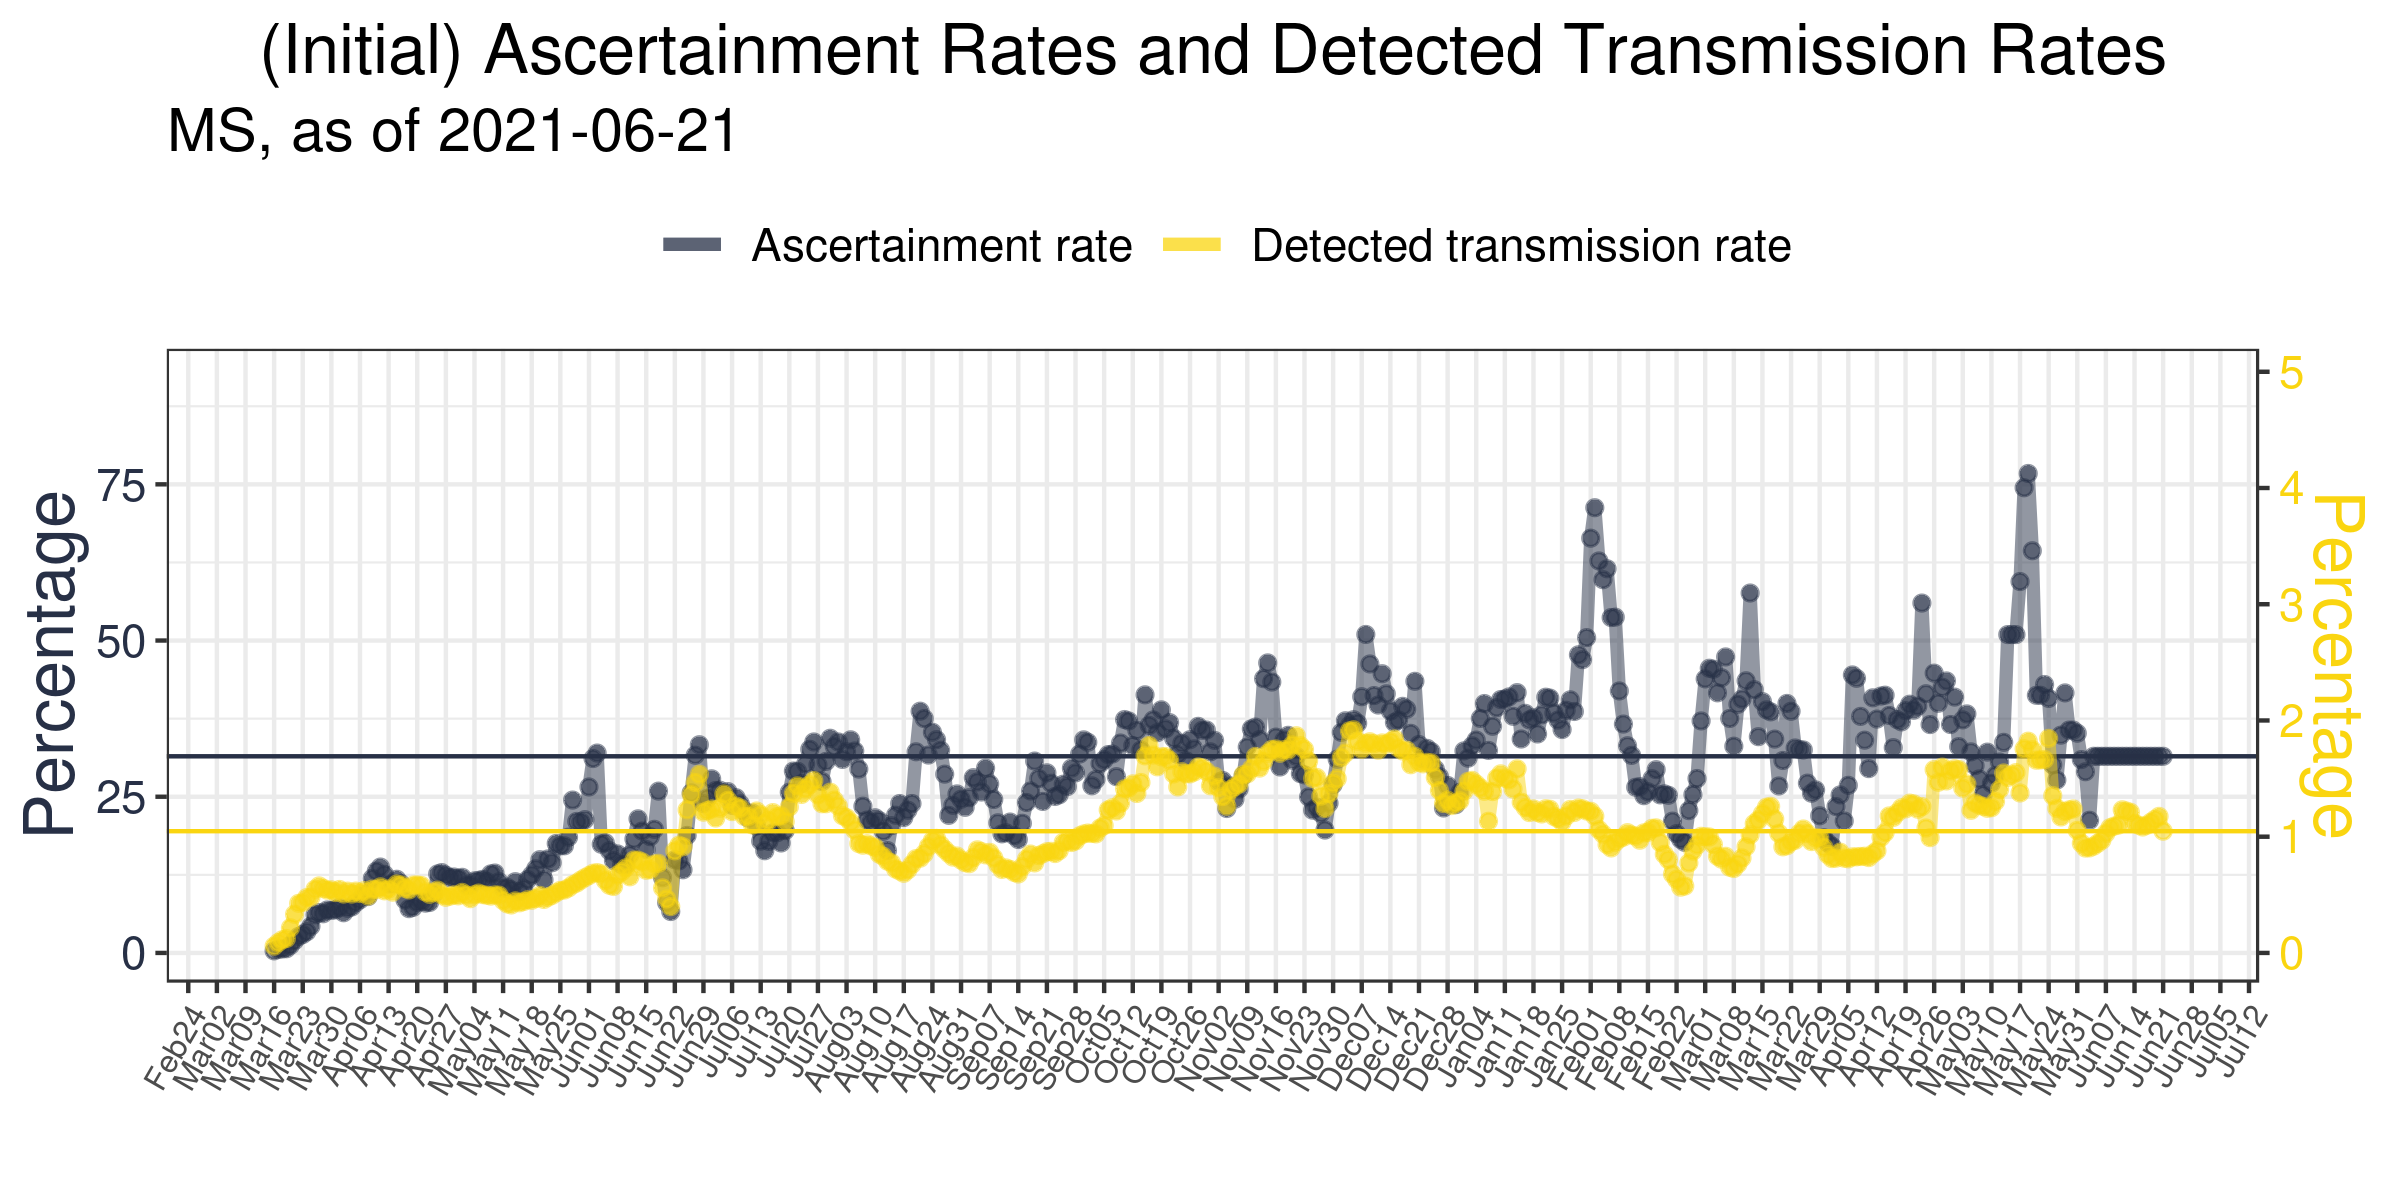 (Initial) Ascertainment Rates and Detected Transmission Rates
MS, as of 2021-06-21
Ascertainment rate
Detected transmission rate
Percentage
75
50
25
0
5
4
3
2
1
0
Percentage
Feb24
Mar02
Mar09
Mar16
Mar23
Mar30
Apr06
Apr13
Apr20
Apr27
May04
May11
May18
May25
Jun01
Jun08
Jun15
Jun22
Jun29
Jul06
Jul13
Jul20
Jul27
Aug03
Aug10
Aug17
Aug24
Aug31
Sep07
Sep14
Sep21
Sep28
Oct05
Oct12
Oct19
Oct26
Nov02
Nov09
Nov16
Nov23
Nov30
Dec07
Dec14
Dec21
Dec28
Jan04
Jan11
Jan18
Jan25
Feb01
Feb08
Feb15
Feb22
Mar01
Mar08
Mar15
Mar22
Mar29
Apr05
Apr12
Apr19
Apr26
May03
May10
May17
May24
May31
Jun07
Jun14
Jun21
Jun28
Jul05
Jul12